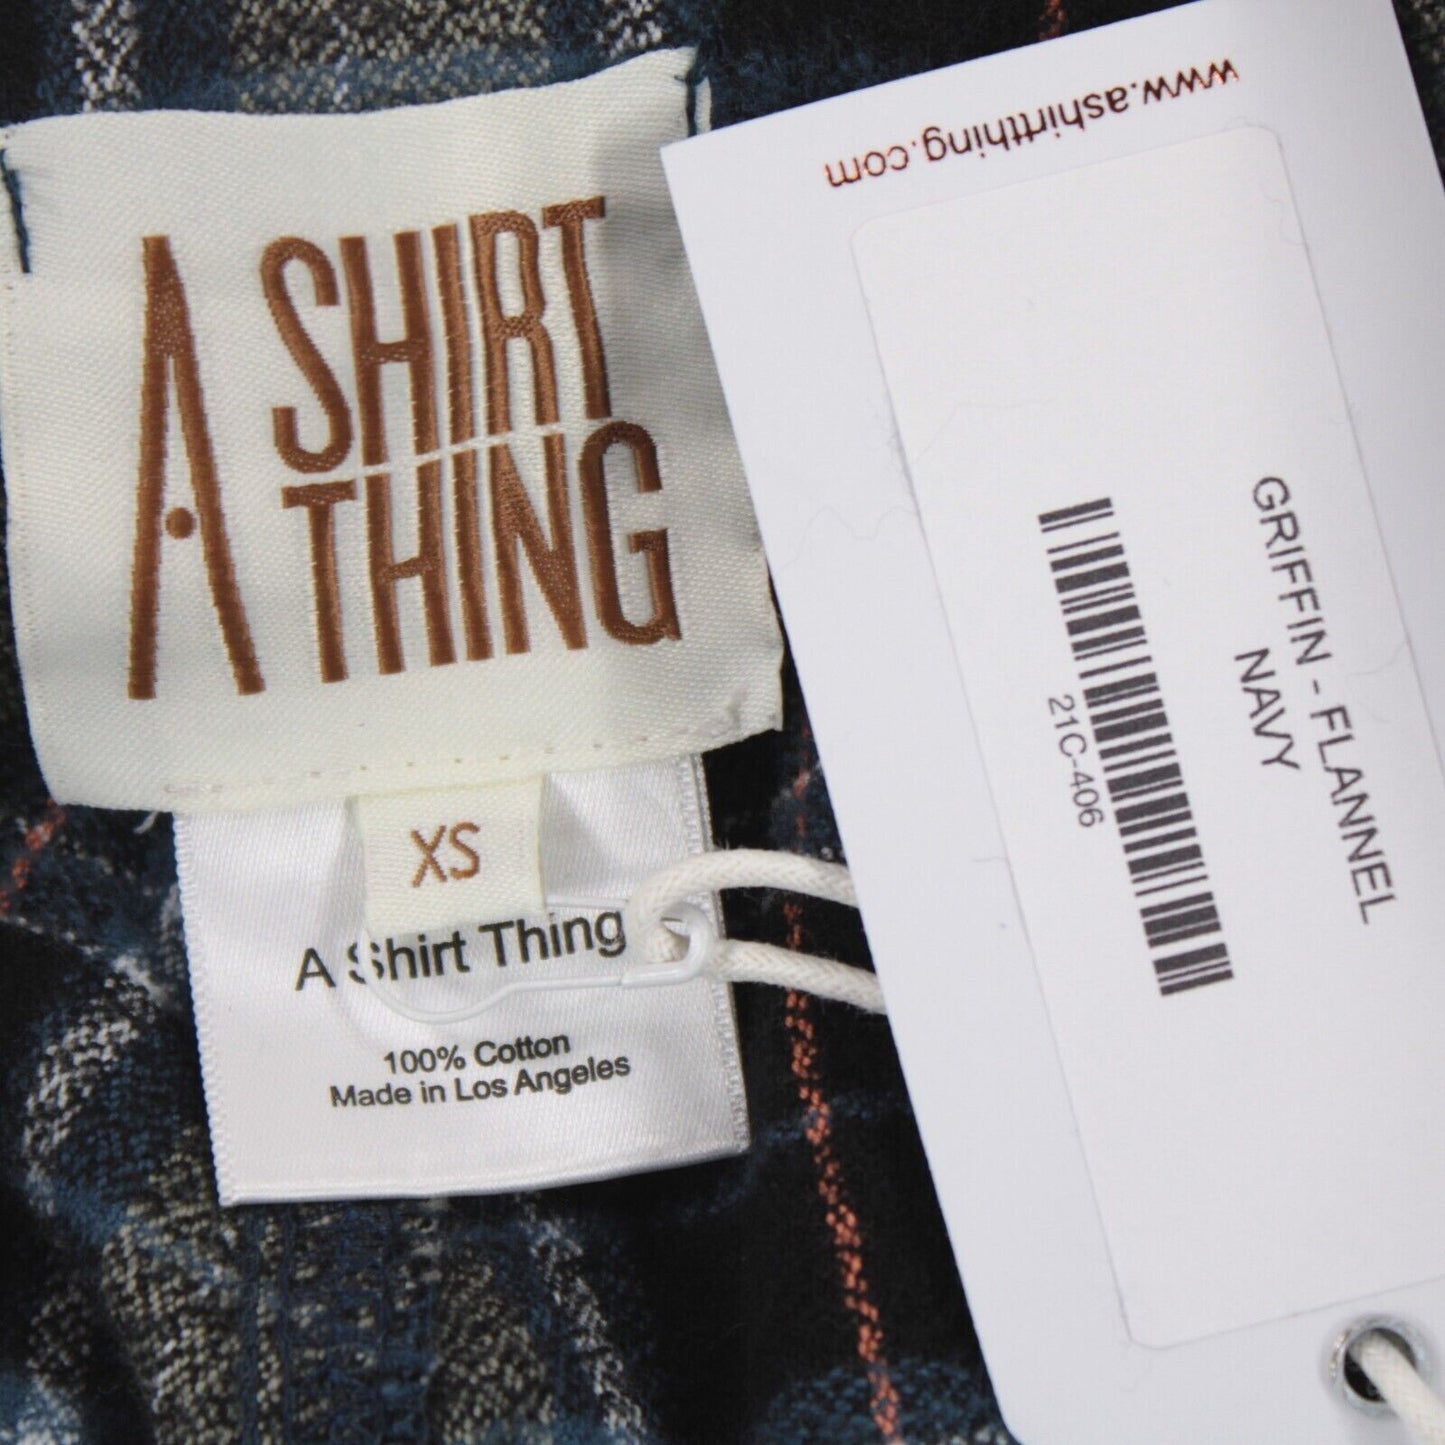 A SHIRT
THING
XS
A Shirt Thing
100% Cotton
Made in Los Angeles
www.ashirtthing.com
GRIFFIN - FLANNEL
NAVY
21C-406